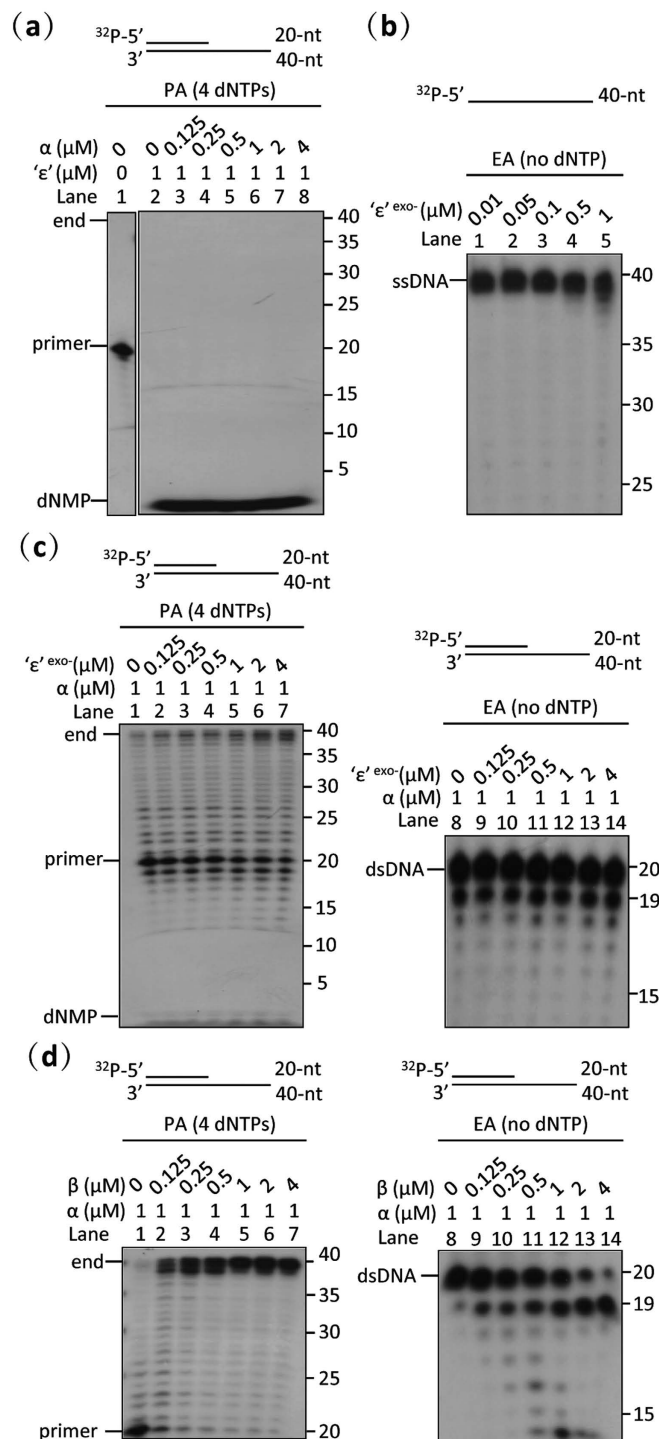 (a)
32P-5’ 20-nt
3’ 40-nt
PA (4 dNTPs)
α (μM) 0 0 0.125 0.25 0.5 1 2 4
‘ε’ (μM) 0 1 1 1 1 1 1 1
Lane 1 2 3 4 5 6 7 8
end 40
35
30
25
primer 20
15
10
5
dNMP
(b)
32P-5’ 40-nt
EA (no dNTP)
‘ε’ exo-(μM) 0.01 0.05 0.1 0.5 1
Lane 1 2 3 4 5
ssDNA 40
35
30
25
(c)
32P-5’ 20-nt
3’ 40-nt
PA (4 dNTPs)
‘ε’ exo-(μM) 0 0.125 0.25 0.5 1 2 4
α (μM) 1 1 1 1 1 1 1
Lane 1 2 3 4 5 6 7
end 40
35
30
25
primer 20
15
10
5
dNMP
32P-5’ 20-nt
3’ 40-nt
EA (no dNTP)
‘ε’ exo-(μM) 0 0.125 0.25 0.5 1 2 4
α (μM) 1 1 1 1 1 1 1
Lane 8 9 10 11 12 13 14
dsDNA 20
19
15
(d)
32P-5’ 20-nt
3’ 40-nt
PA (4 dNTPs)
β (μM) 0 0.125 0.25 0.5 1 2 4
α (μM) 1 1 1 1 1 1 1
Lane 1 2 3 4 5 6 7
end 40
35
30
25
primer 20
32P-5’ 20-nt
3’ 40-nt
EA (no dNTP)
β (μM) 0 0.125 0.25 0.5 1 2 4
α (μM) 1 1 1 1 1 1 1
Lane 8 9 10 11 12 13 14
dsDNA 20
19
15